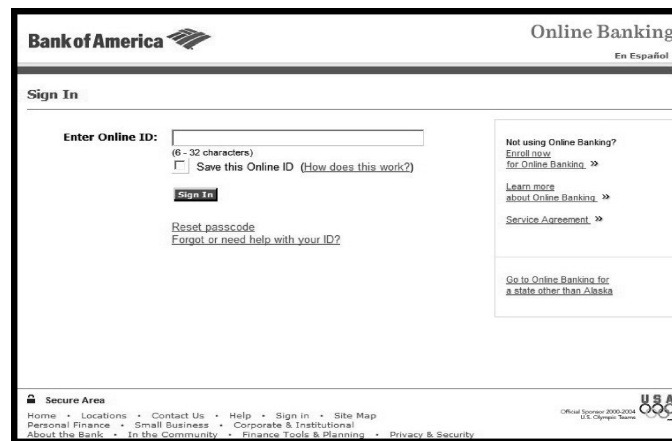 Bank of America
Online Banking
En Español
Sign In
Enter Online ID:
(6 - 32 characters)
Save this Online ID (How does this work?)
Sign In
Reset passcode
Forgot or need help with your ID?
Not using Online Banking?
Enroll now
for Online Banking »
Learn more
about Online Banking »
Service Agreement »
Go to Online Banking for
a state other than Alaska
Secure Area
Home • Locations • Contact Us • Help • Sign in • Site Map
Personal Finance • Small Business • Corporate & Institutional
About the Bank • In the Community • Finance Tools & Planning • Privacy & Security
Official Sponsor 2000-2004
U.S. Olympic Teams
USA